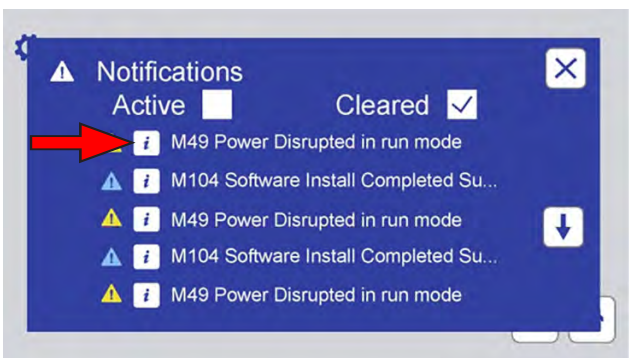 Notifications
Active Cleared
i M49 Power Disrupted in run mode
i M104 Software Install Completed Su...
i M49 Power Disrupted in run mode
i M104 Software Install Completed Su...
i M49 Power Disrupted in run mode